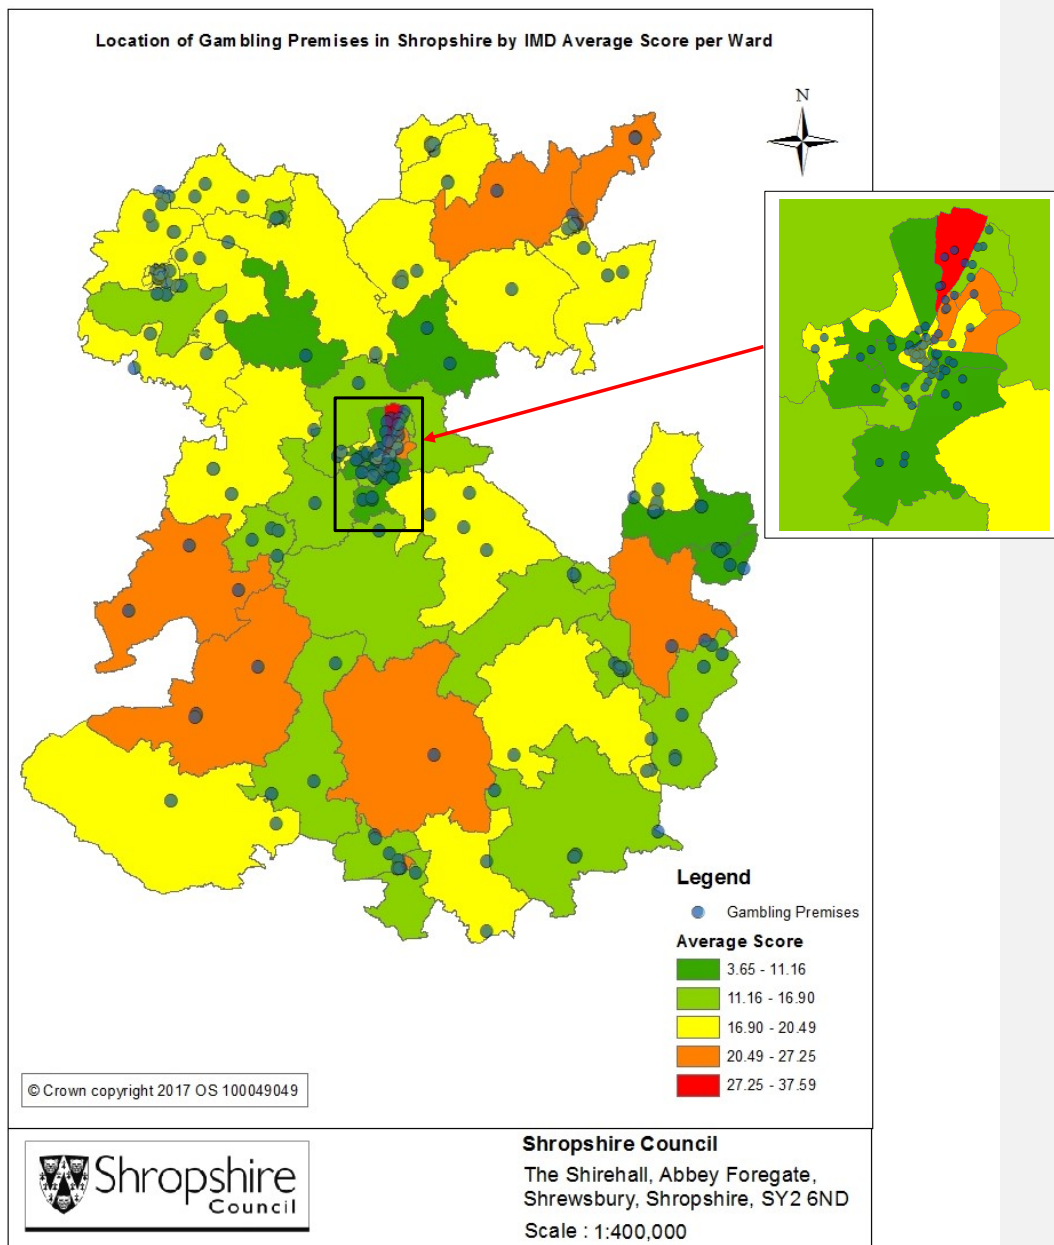 Location of Gambling Premises in Shropshire by IMD Average Score per Ward
N
Legend
Gambling Premises
Average Score
3.65 - 11.16
11.16 - 16.90
16.90 - 20.49
20.49 - 27.25
27.25 - 37.59
© Crown copyright 2017 OS 100049049
Shropshire
Council
Shropshire Council
The Shirehall, Abbey Foregate,
Shrewsbury, Shropshire, SY2 6ND
Scale : 1:400,000